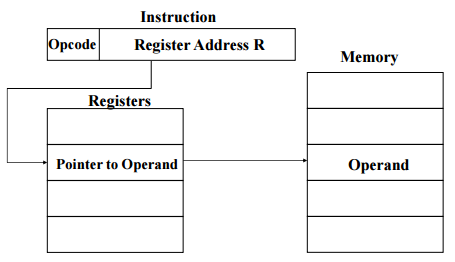 Instruction
Opcode Register Address R
Memory
Registers
Pointer to Operand Operand